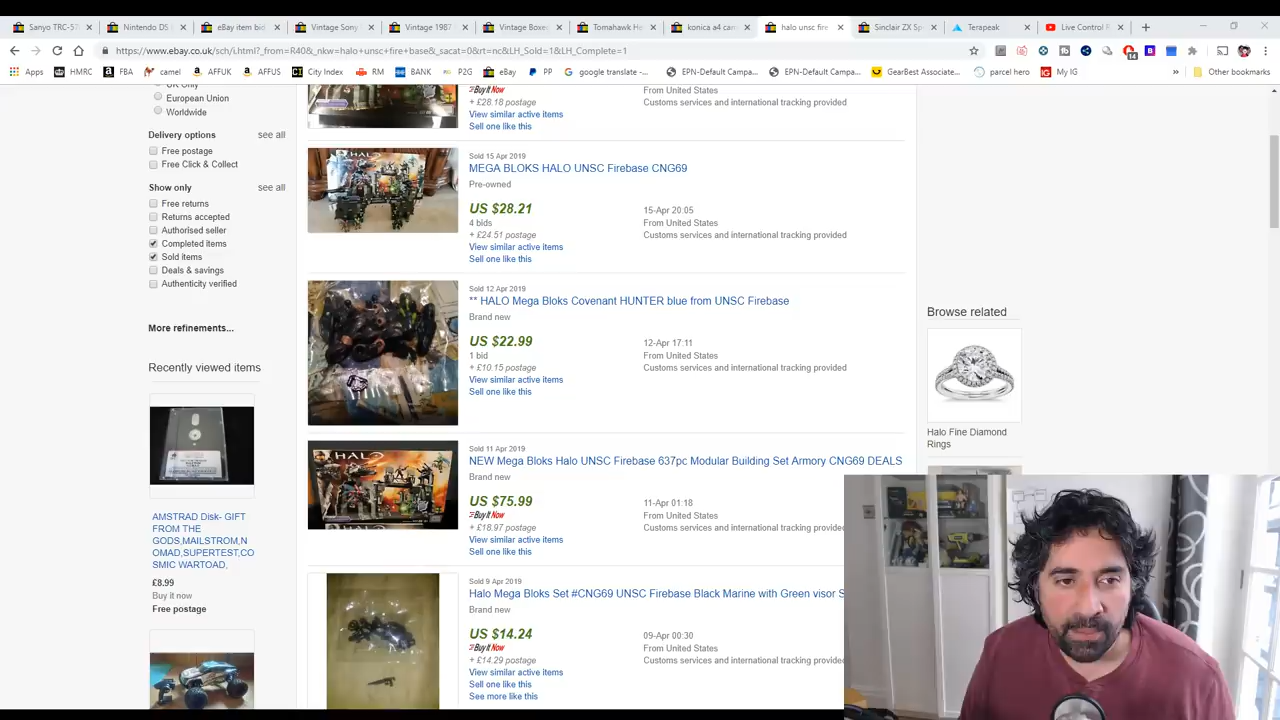 Sanyo TRC-57
Nintendo DS
eBay item bid
Vintage Sony
Vintage 1987
Vintage Boxe
Tomahawk He
konica a4 cam
halo unsc fire
Sinclair ZX Sp
Terapeak
Live Control
https://www.ebay.co.uk/sch/i.html?_from=R40&_nkw=halo+unsc+fire+base&_sacat=0&rt=nc&LH_Sold=1&LH_Complete=1
14
Apps
HMRC
FBA
camel
AFFUK
AFFUS
City Index
RM
BANK
P2G
eBay
PP
google translate -...
EPN-Default Campa...
EPN-Default Campa...
GearBest Associate...
parcel hero
My IG
»
Other bookmarks
UK Only
European Union
Worldwide
Delivery options
see all
Free postage
Free Click & Collect
Show only
see all
Free returns
Returns accepted
Authorised seller
Completed items
Sold items
Deals & savings
Authenticity verified
More refinements...
Recently viewed items
AMSTRAD Disk- GIFT
FROM THE
GODS,MAILSTROM,N
OMAD,SUPERTEST,CO
SMIC WARTOAD,
£8.99
Buy it now
Free postage
Buy It Now
+ £28.18 postage
View similar active items
Sell one like this
From United States
Customs services and international tracking provided
Sold 15 Apr 2019
MEGA BLOKS HALO UNSC Firebase CNG69
Pre-owned
US $28.21
4 bids
+ £24.51 postage
View similar active items
Sell one like this
15-Apr 20:05
From United States
Customs services and international tracking provided
Sold 12 Apr 2019
** HALO Mega Bloks Covenant HUNTER blue from UNSC Firebase
Brand new
US $22.99
1 bid
+ £10.15 postage
View similar active items
Sell one like this
12-Apr 17:11
From United States
Customs services and international tracking provided
HALO
Sold 11 Apr 2019
NEW Mega Bloks Halo UNSC Firebase 637pc Modular Building Set Armory CNG69 DEALS
Brand new
US $75.99
Buy It Now
+ £18.97 postage
View similar active items
Sell one like this
11-Apr 01:18
From United States
Customs services and international tracking provided
Sold 9 Apr 2019
Halo Mega Bloks Set #CNG69 UNSC Firebase Black Marine with Green visor S
Brand new
US $14.24
Buy It Now
+ £14.29 postage
View similar active items
Sell one like this
See more like this
09-Apr 00:30
From United States
Customs services and international tracking provided
Browse related
Halo Fine Diamond
Rings